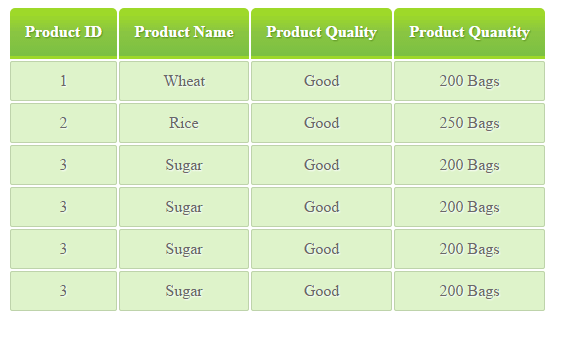 Product ID Product Name Product Quality Product Quantity
1 Wheat Good 200 Bags
2 Rice Good 250 Bags
3 Sugar Good 200 Bags
3 Sugar Good 200 Bags
3 Sugar Good 200 Bags
3 Sugar Good 200 Bags